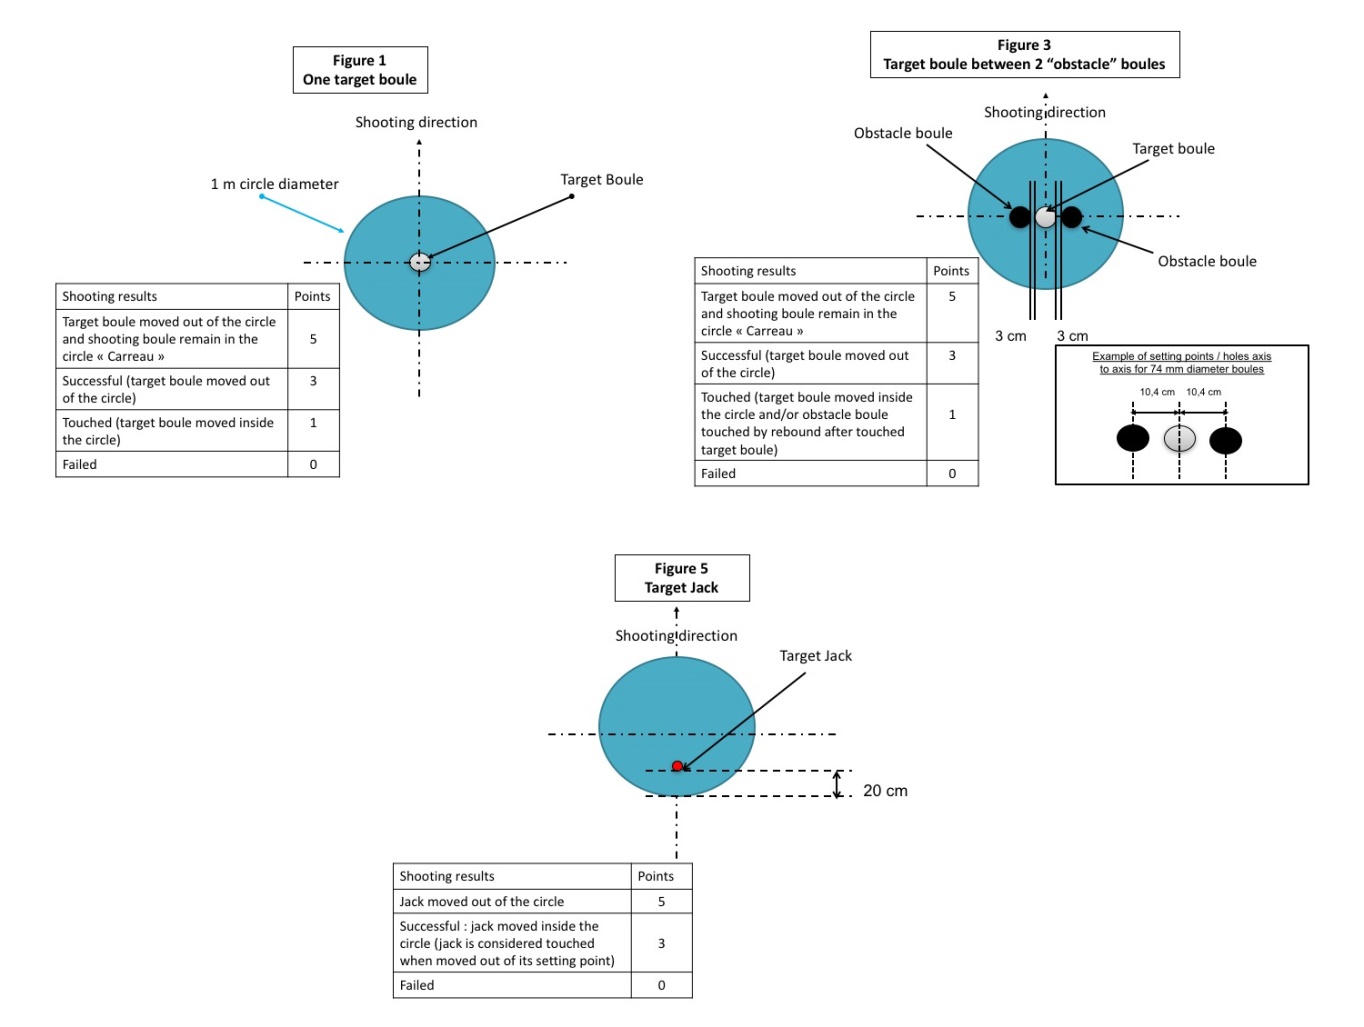 Figure 1
One target boule
Shooting direction
1 m circle diameter
Target Boule
Shooting results Points
Target boule moved out of the circle
and shooting boule remain in the
circle « Carreau »
5
Successful (target boule moved out
of the circle)
3
Touched (target boule moved inside
the circle)
1
Failed 0
Figure 3
Target boule between 2 “obstacle” boules
Shooting direction
Obstacle boule
Target boule
Obstacle boule
3 cm 3 cm
Shooting results Points
Target boule moved out of the circle
and shooting boule remain in the
circle « Carreau »
5
Successful (target boule moved out
of the circle)
3
Touched (target boule moved inside
the circle and/or obstacle boule
touched by rebound after touched
target boule)
1
Failed 0
Example of setting points / holes axis
to axis for 74 mm diameter boules
10,4 cm 10,4 cm
Figure 5
Target Jack
Shooting direction
Target Jack
20 cm
Shooting results Points
Jack moved out of the circle 5
Successful : jack moved inside the
circle (jack is considered touched
when moved out of its setting point)
3
Failed 0